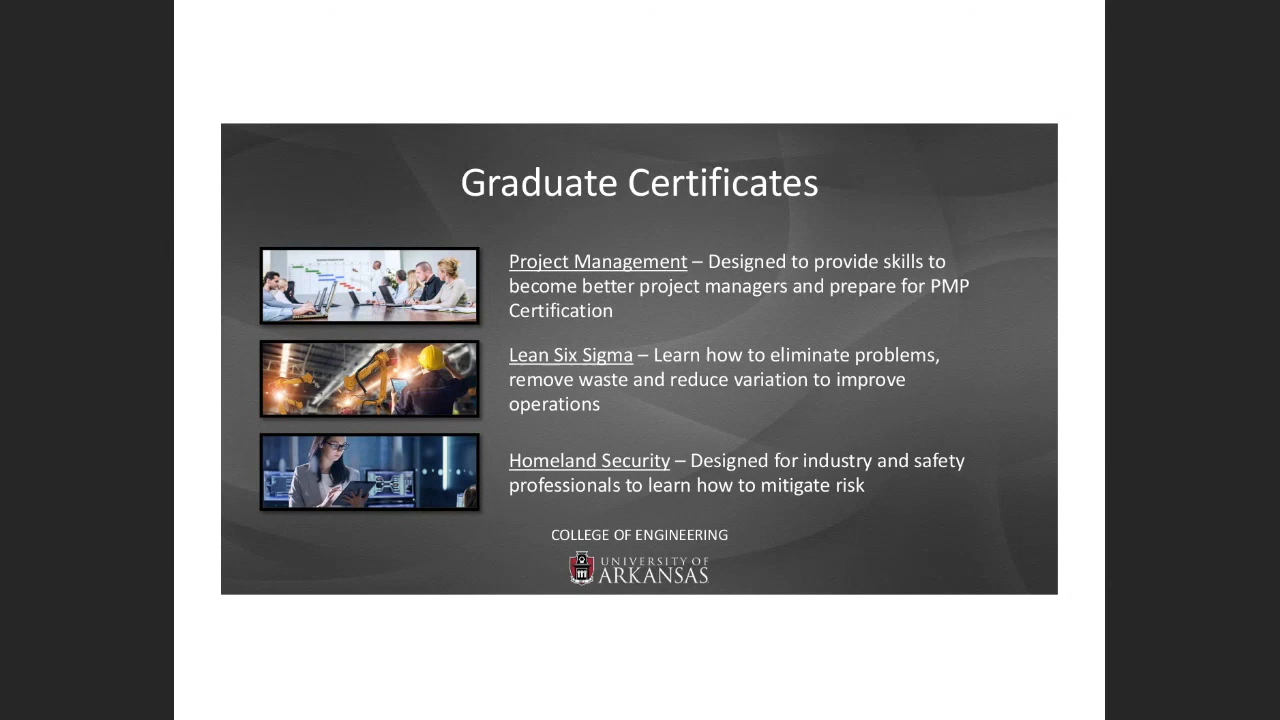 Graduate Certificates
Project Management – Designed to provide skills to
become better project managers and prepare for PMP
Certification
Lean Six Sigma – Learn how to eliminate problems,
remove waste and reduce variation to improve
operations
Homeland Security – Designed for industry and safety
professionals to learn how to mitigate risk
COLLEGE OF ENGINEERING
UNIVERSITY OF
ARKANSAS